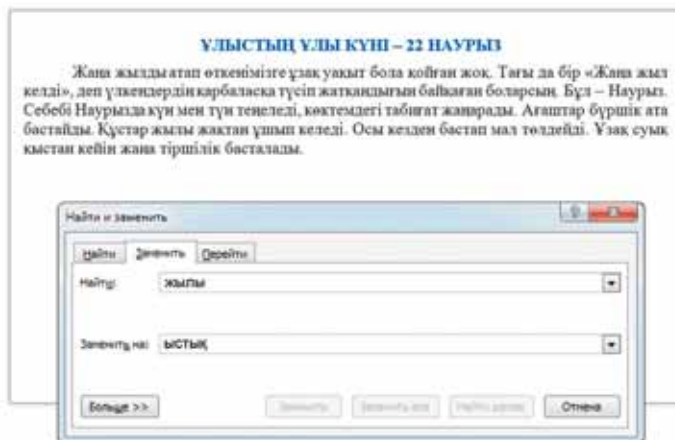 ҰЛЫСТЫҢ ҰЛЫ КҮНІ – 22 НАУРЫЗ
Жаңа жылды атап өткенімізге ұзақ уақыт бола қойған жоқ. Тағы да бір «Жаңа жыл
келді», деп үлкендердің қарбаласқа түсіп жатқандығын байқаған боларсың. Бұл – Наурыз.
Себебі Наурызда күн мен түн теңеледі, көктемдегі табиғат жаңарады. Ағаштар бүршік ата
бастайды. Құстар жылы жақтан ұшып келеді. Осы кезден бастап мал төлдейді. Ұзақ суық
қыстан кейін жаңа тіршілік басталады.
Найти и заменить
Найти Заменить Перейти
Найти: жылы
Заменить на: ыстық
Больше >> Заменить Заменить все Найти далее Отмена